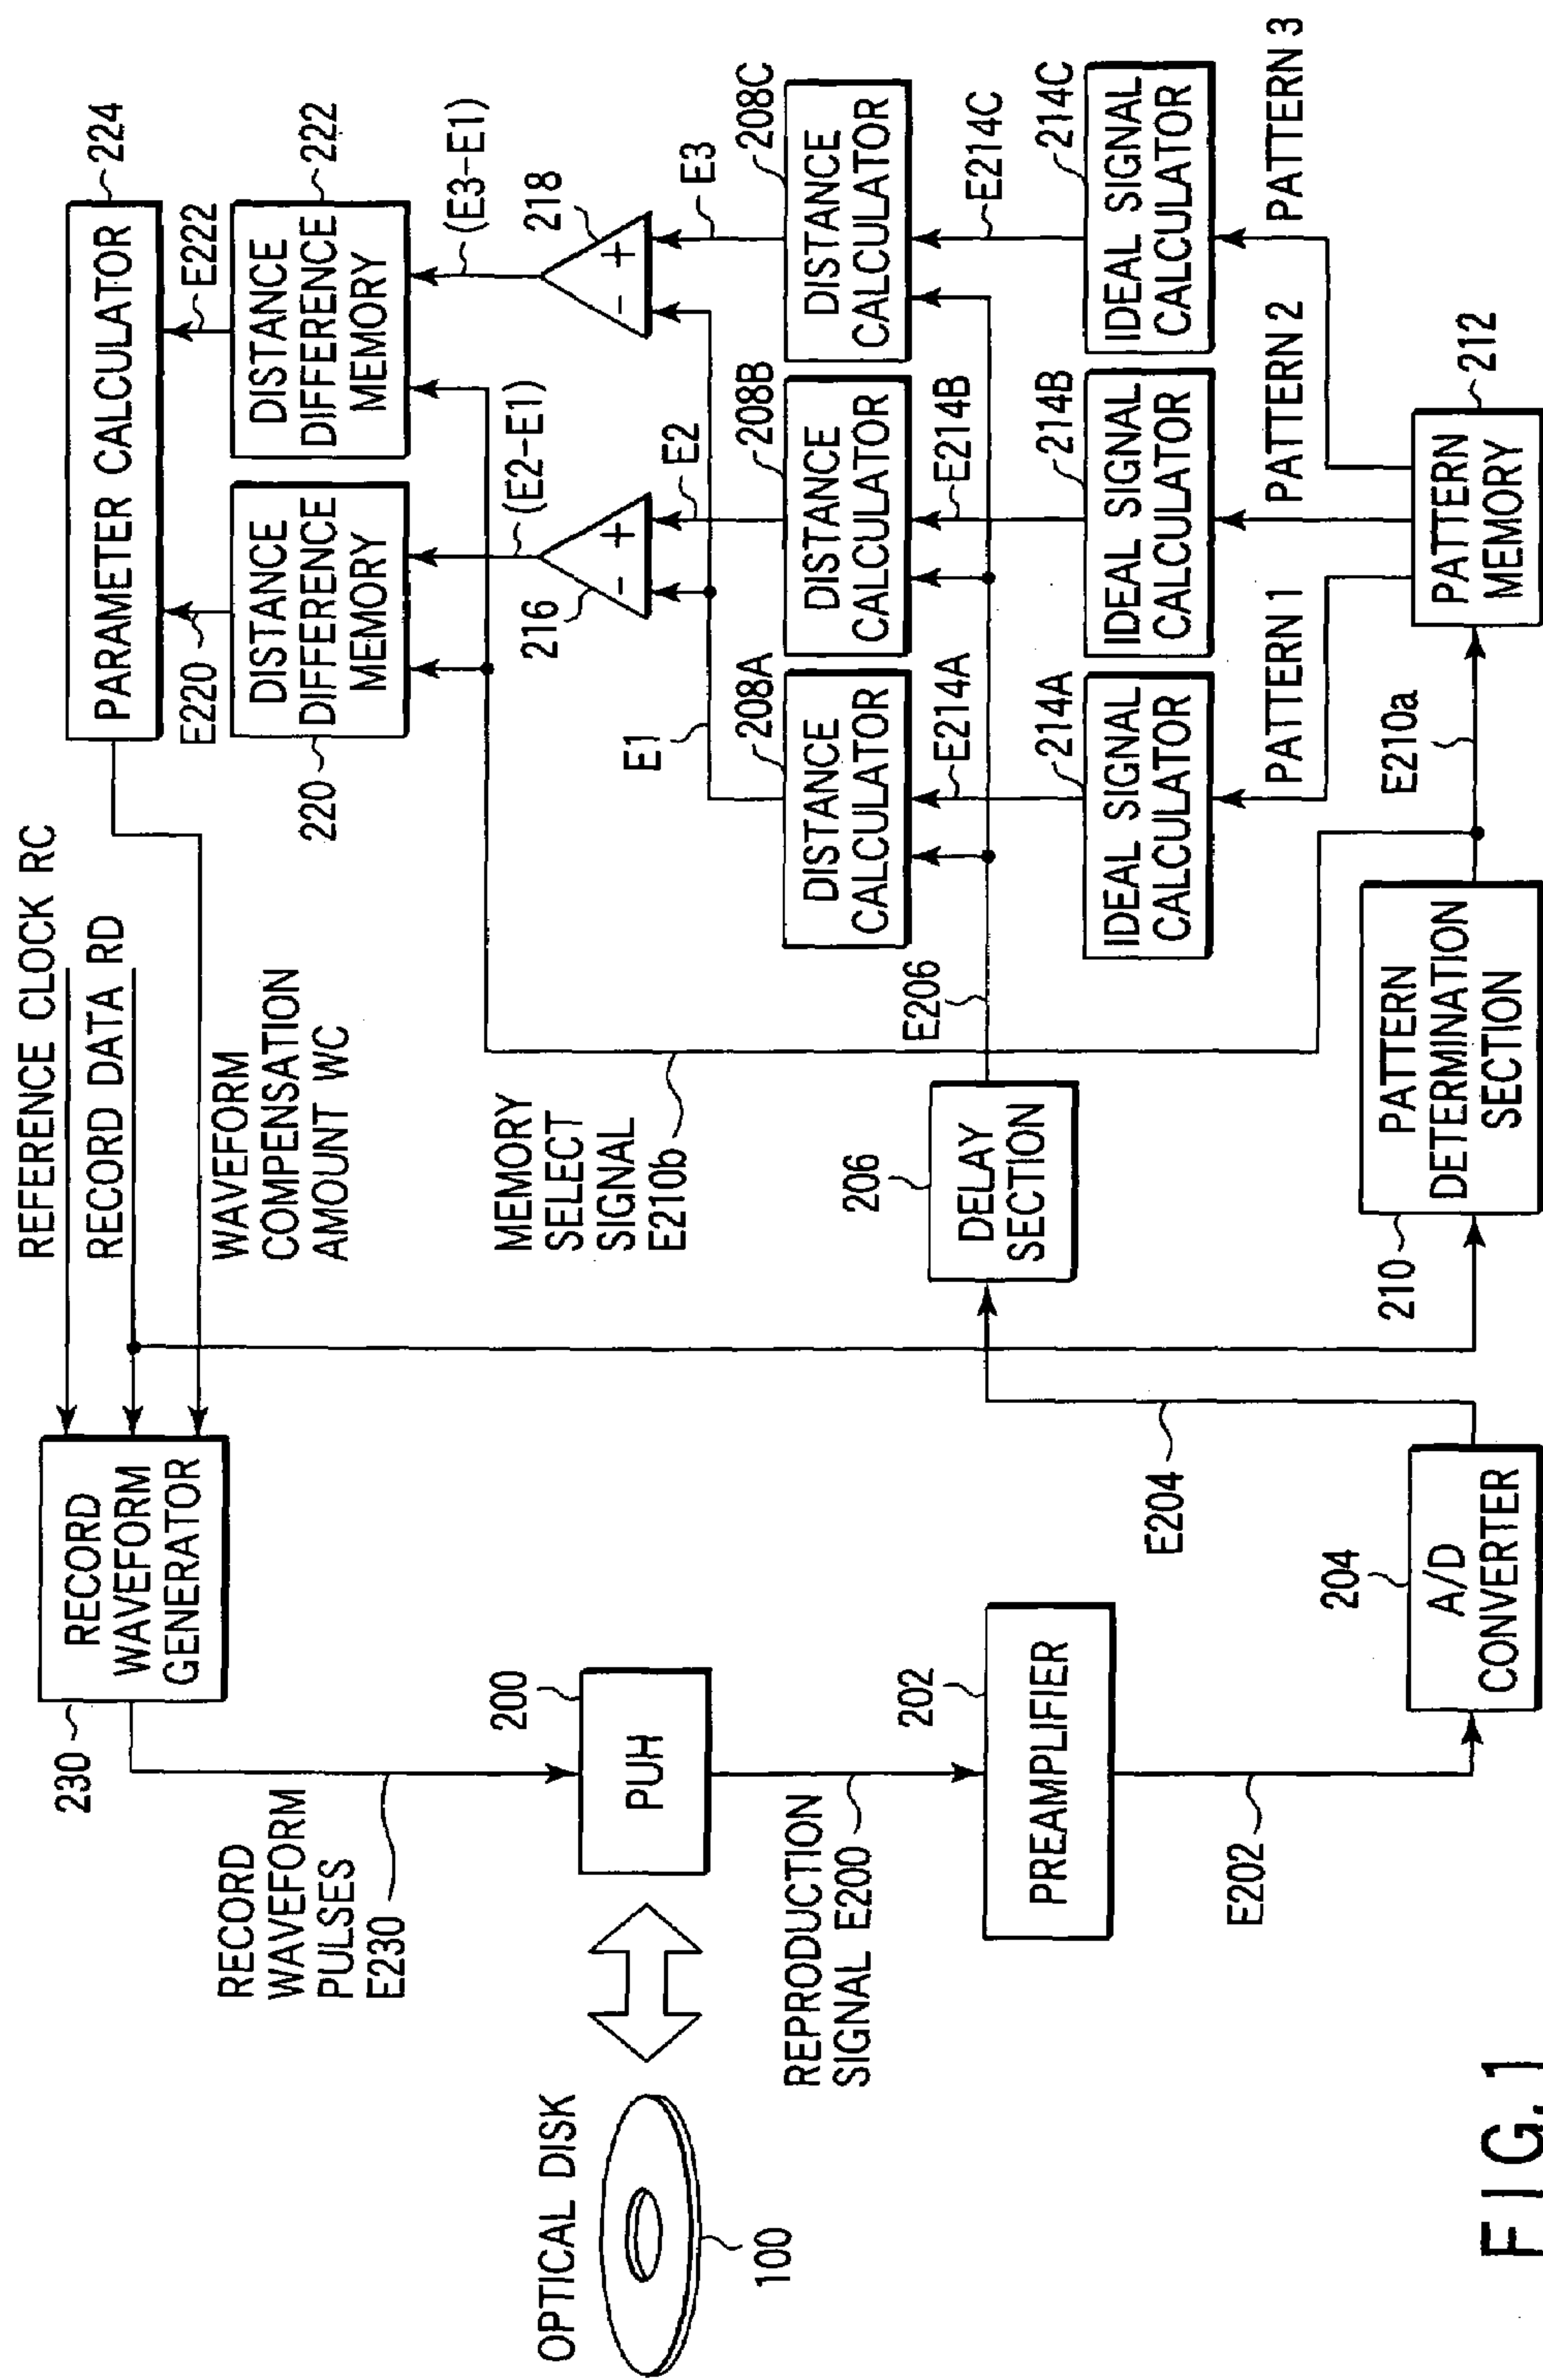 REFERENCE CLOCK RC
RECORD DATA RD
WAVEFORM
COMPENSATION
AMOUNT WC
RECORD
WAVEFORM
GENERATOR
230
RECORD
WAVEFORM
PULSES
E230
OPTICAL DISK
100
PUH
200
REPRODUCTION
SIGNAL E200
PREAMPLIFIER
202
E202
A/D
CONVERTER
204
E204
DELAY
SECTION
206
E206
MEMORY
SELECT
SIGNAL
E210b
PATTERN
DETERMINATION
SECTION
210
E210a
PATTERN
MEMORY
212
PATTERN 1
PATTERN 2
PATTERN 3
IDEAL SIGNAL
CALCULATOR
214A
IDEAL SIGNAL
CALCULATOR
214B
IDEAL SIGNAL
CALCULATOR
214C
E214A
E214B
E214C
DISTANCE
CALCULATOR
208A
DISTANCE
CALCULATOR
208B
DISTANCE
CALCULATOR
208C
E1
E2
E3
- +
216
- +
218
(E2-E1)
(E3-E1)
DISTANCE
DIFFERENCE
MEMORY
220
DISTANCE
DIFFERENCE
MEMORY
222
E220
E222
PARAMETER CALCULATOR
224
FIG. 1